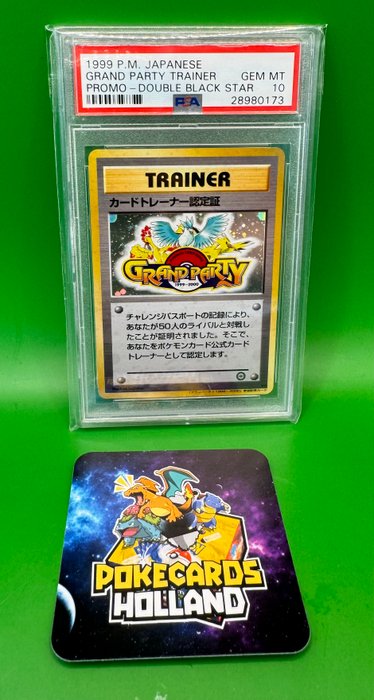 1999 P.M. JAPANESE
GRAND PARTY TRAINER GEM MT
PROMO-DOUBLE BLACK STAR 10
PSA 28980173
TRAINER
カードトレーナー認定証
GRAND PARTY
1999-2000
チャレンジパスポートの記録により、
あなたが50人のライバルと対戦し
たことが証明されました。そこで、
あなたをポケモンカード公式カード
トレーナーとして認定します。
POKECARDS
HOLLAND